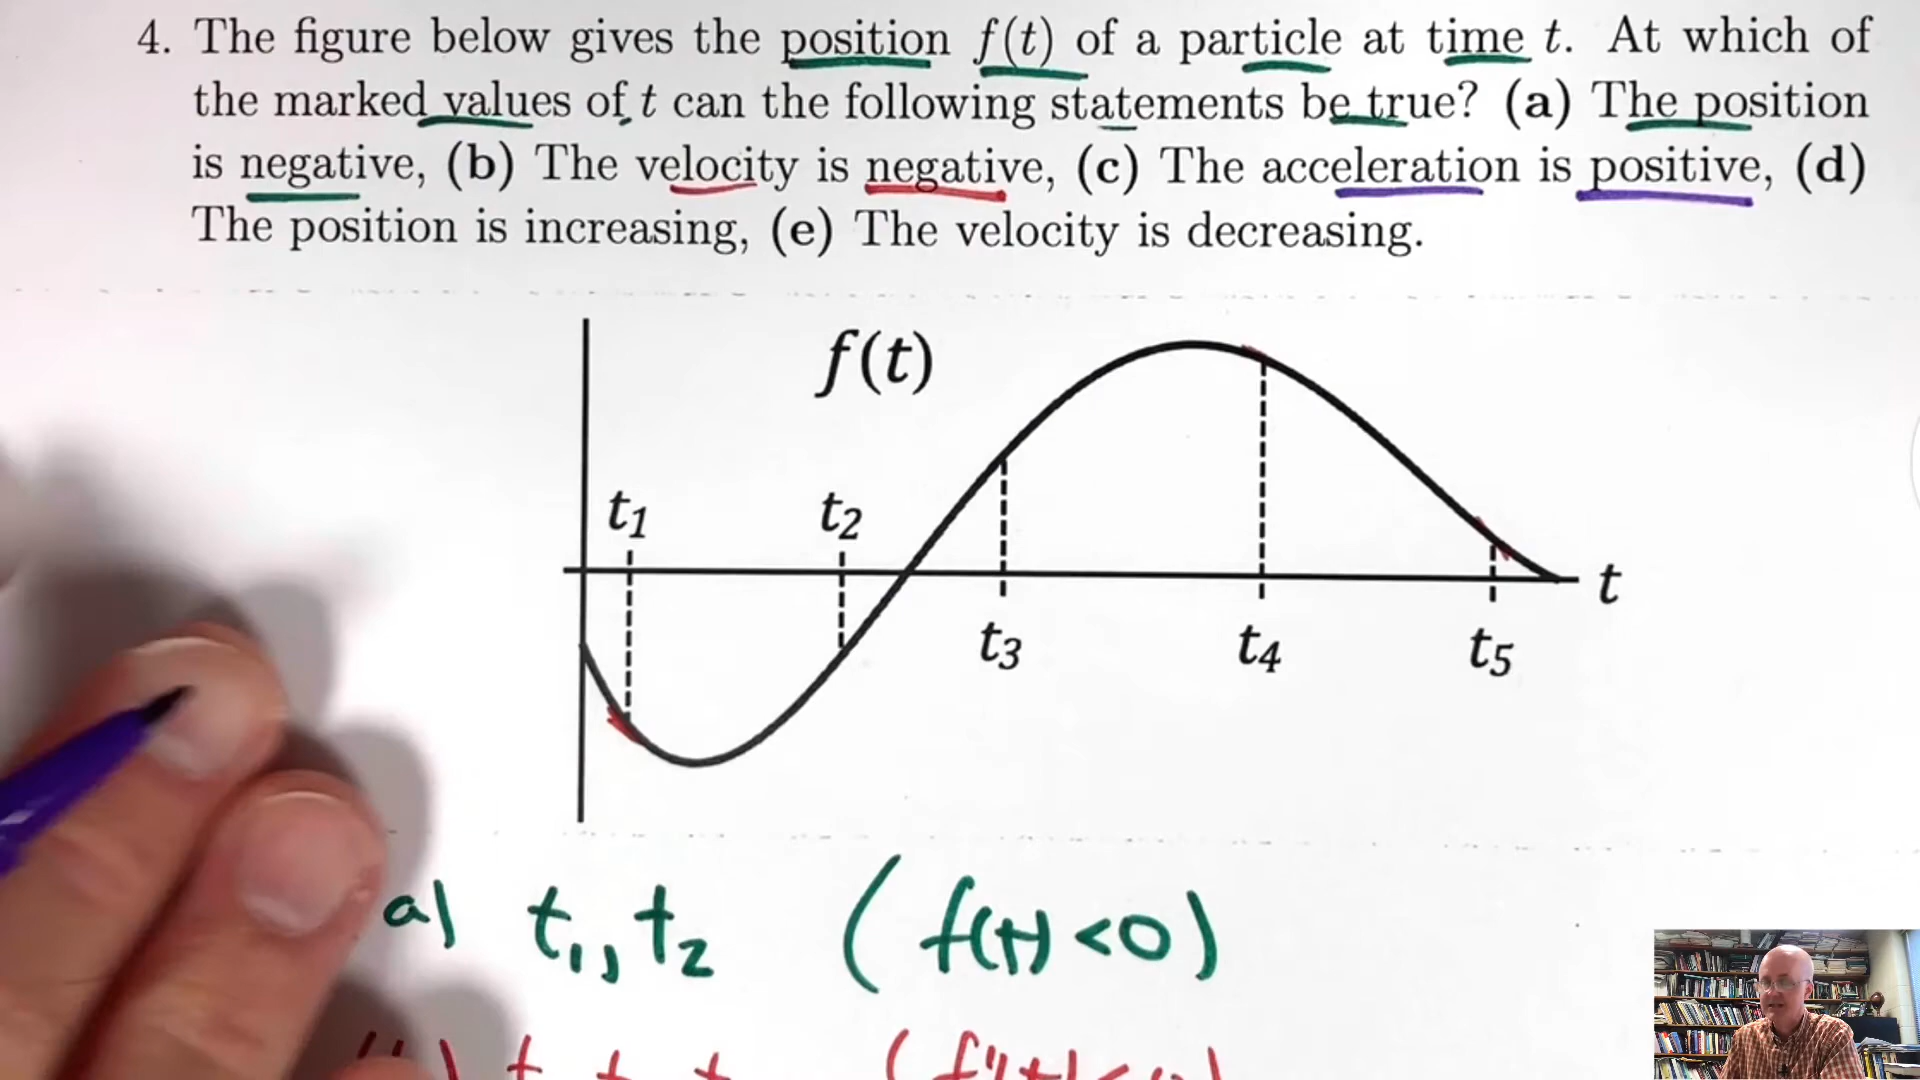 4. The figure below gives the position f(t) of a particle at time t. At which of
the marked values of t can the following statements be true? (a) The position
is negative, (b) The velocity is negative, (c) The acceleration is positive, (d)
The position is increasing, (e) The velocity is decreasing.
f(t)
t₁ t₂
t
t₃ t₄ t₅
a) t₁, t₂ (f(t) <0)